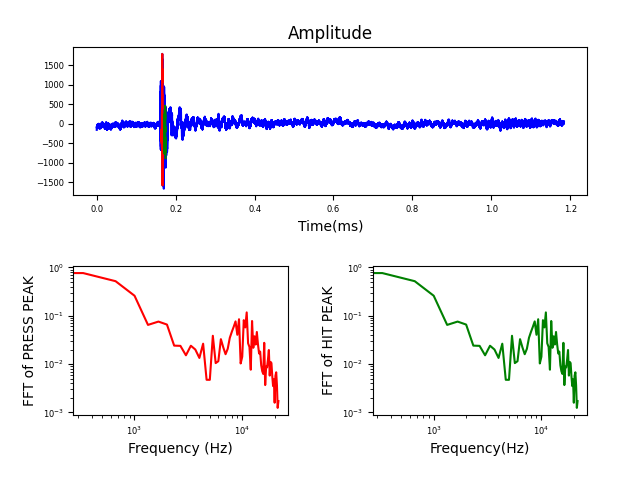 Amplitude
1500
1000
500
0
−500
−1000
−1500
0.0 0.2 0.4 0.6 0.8 1.0 1.2
Time(ms)
FFT of PRESS PEAK
10⁰
10⁻¹
10⁻²
10⁻³
10³ 10⁴
Frequency (Hz)
FFT of HIT PEAK
10⁰
10⁻¹
10⁻²
10⁻³
10³ 10⁴
Frequency(Hz)